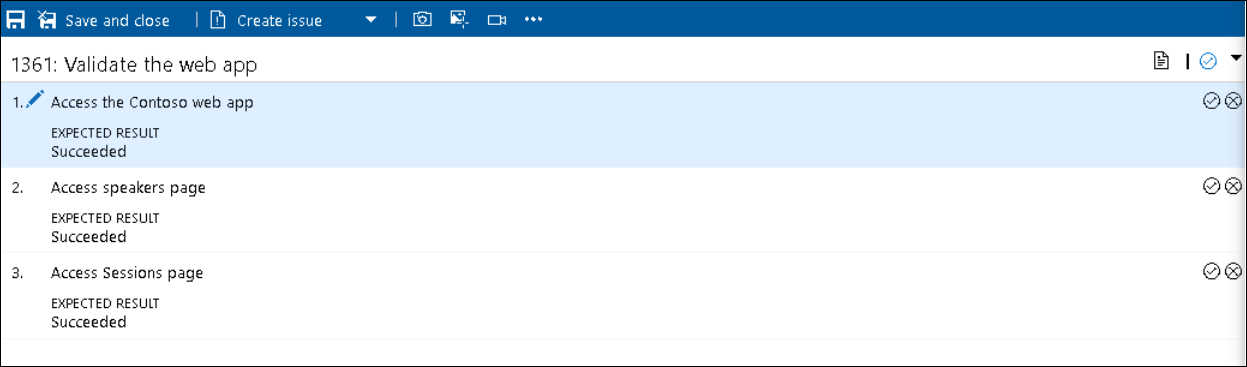 Save and close | Create issue | •••
1361: Validate the web app
1. Access the Contoso web app
EXPECTED RESULT
Succeeded
2. Access speakers page
EXPECTED RESULT
Succeeded
3. Access Sessions page
EXPECTED RESULT
Succeeded